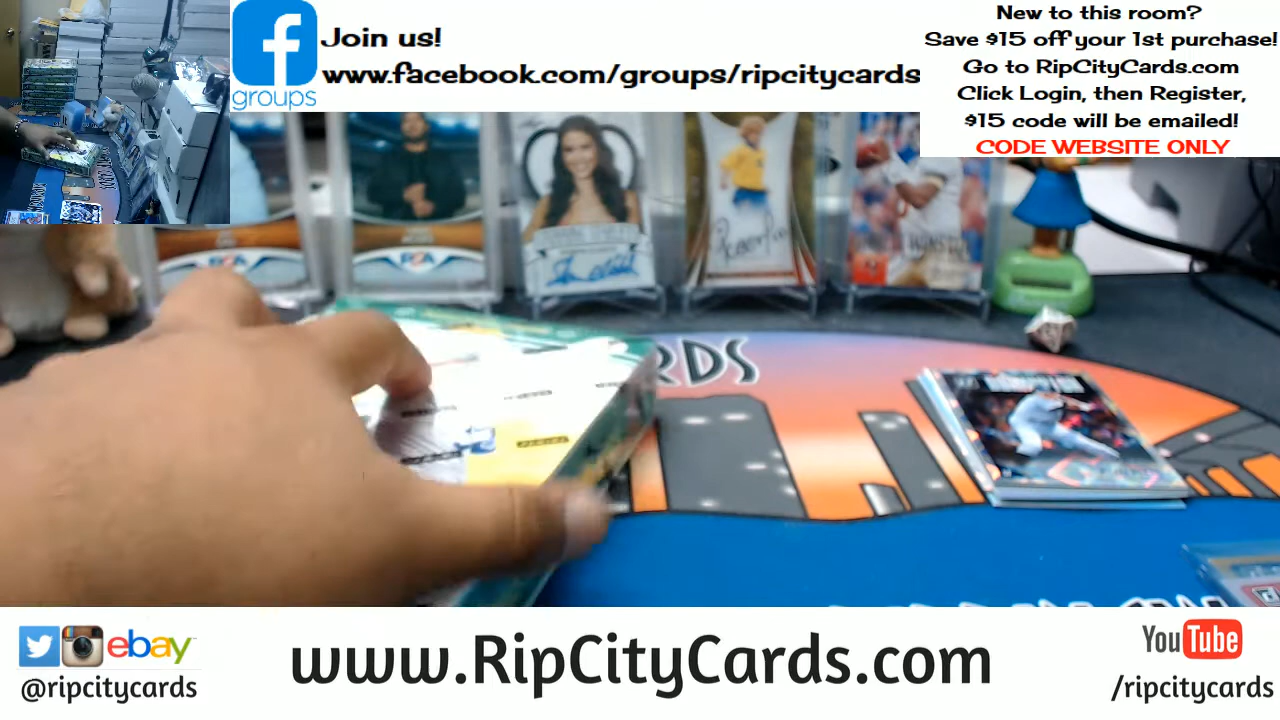 Join us!
www.facebook.com/groups/ripcitycards
groups
New to this room?
Save $15 off your 1st purchase!
Go to RipCityCards.com
Click Login, then Register,
$15 code will be emailed!
CODE WEBSITE ONLY
RDS
ebay
@ripcitycards
www.RipCityCards.com
YouTube
/ripcitycards